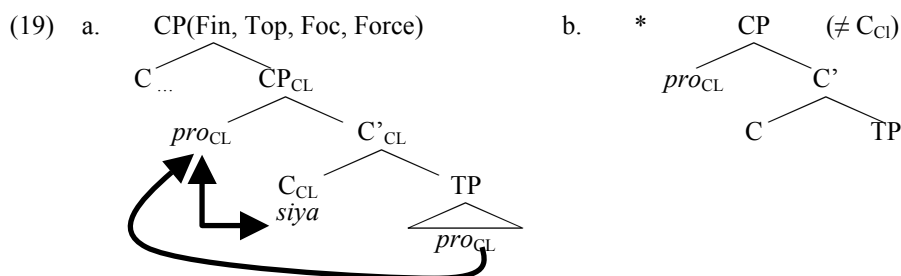 (19) a. CP(Fin, Top, Foc, Force) b. * CP (≠ C_Cl)
C … CP_CL pro_CL C’
pro_CL C’_CL C TP
C_CL TP
siya
pro_CL